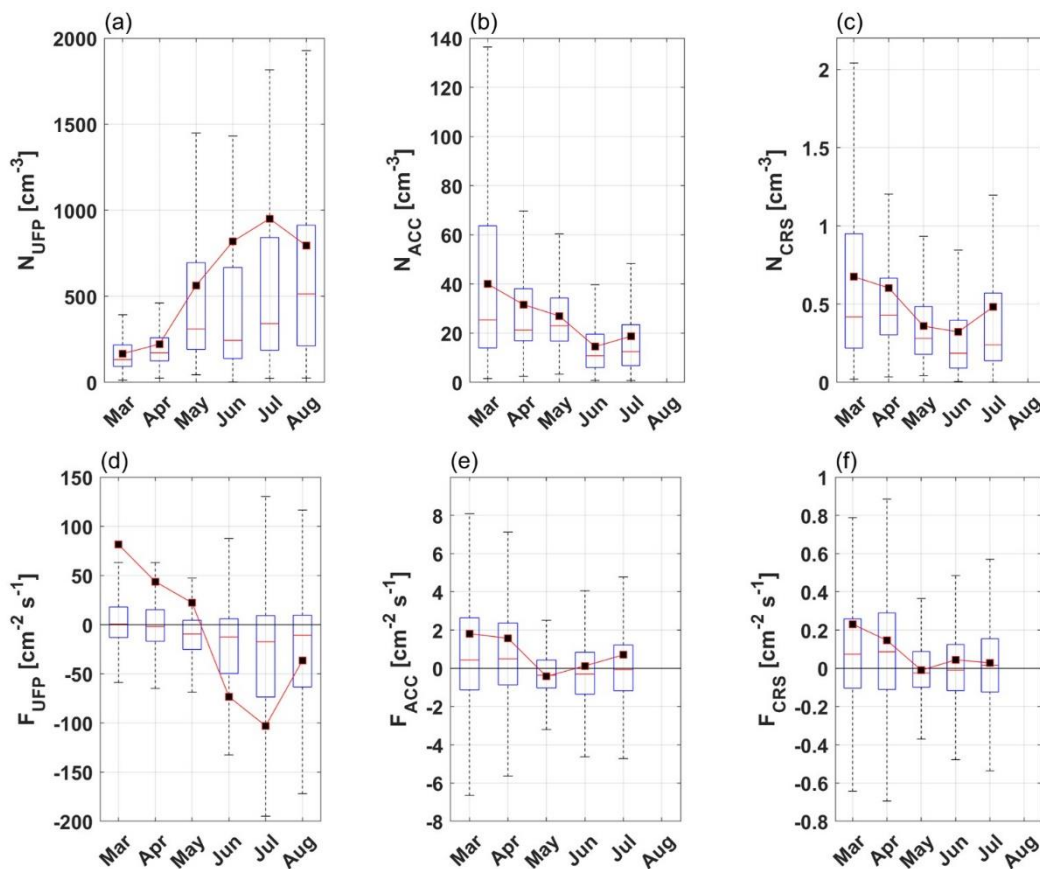 (a)
2000
1500
1000
500
0
N_UFP [cm^-3]
Mar Apr May Jun Jul Aug
(b)
140
120
100
80
60
40
20
0
N_ACC [cm^-3]
Mar Apr May Jun Jul Aug
(c)
2
1.5
1
0.5
0
N_CRS [cm^-3]
Mar Apr May Jun Jul Aug
(d)
150
100
50
0
-50
-100
-150
-200
F_UFP [cm^-2 s^-1]
Mar Apr May Jun Jul Aug
(e)
8
6
4
2
0
-2
-4
-6
-8
F_ACC [cm^-2 s^-1]
Mar Apr May Jun Jul Aug
(f)
1
0.8
0.6
0.4
0.2
0
-0.2
-0.4
-0.6
-0.8
F_CRS [cm^-2 s^-1]
Mar Apr May Jun Jul Aug